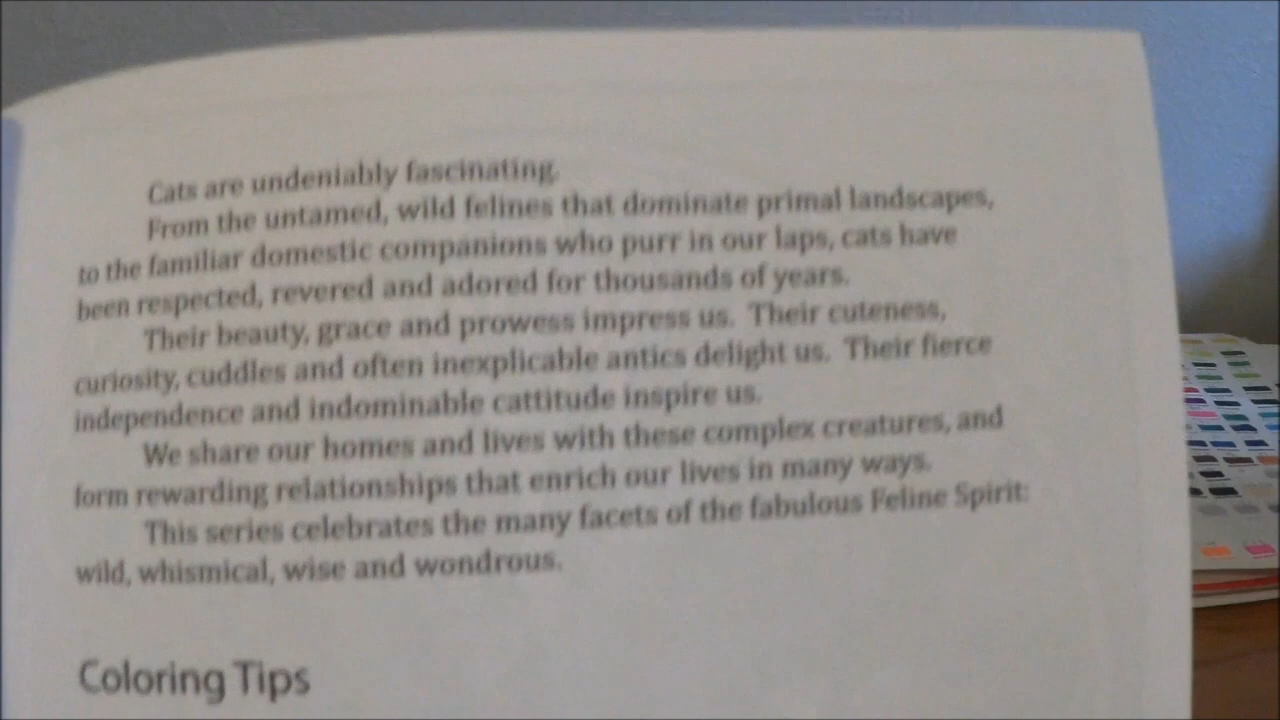 Cats are undeniably fascinating.
From the untamed, wild felines that dominate primal landscapes,
to the familiar domestic companions who purr in our laps, cats have
been respected, revered and adored for thousands of years.
Their beauty, grace and prowess impress us. Their cuteness,
curiosity, cuddles and often inexplicable antics delight us. Their fierce
independence and indominable cattitude inspire us.
We share our homes and lives with these complex creatures, and
form rewarding relationships that enrich our lives in many ways.
This series celebrates the many facets of the fabulous Feline Spirit:
wild, whismical, wise and wondrous.
Coloring Tips